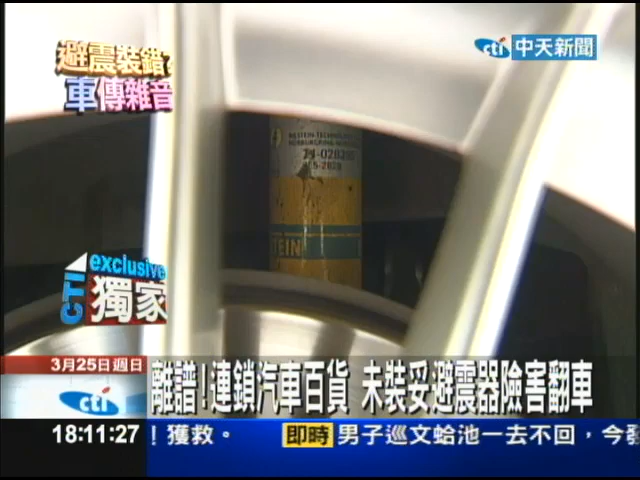 避震裝錯
車傳雜音
cti 中天新聞
BILSTEIN TECHNOLOGY
TEIN
exclusive
CTI 獨家
3月25日週日
離譜！連鎖汽車百貨 未裝妥避震器險害翻車
cti
18:11:27
！獲救。 即時 男子巡文蛤池一去不回，今發